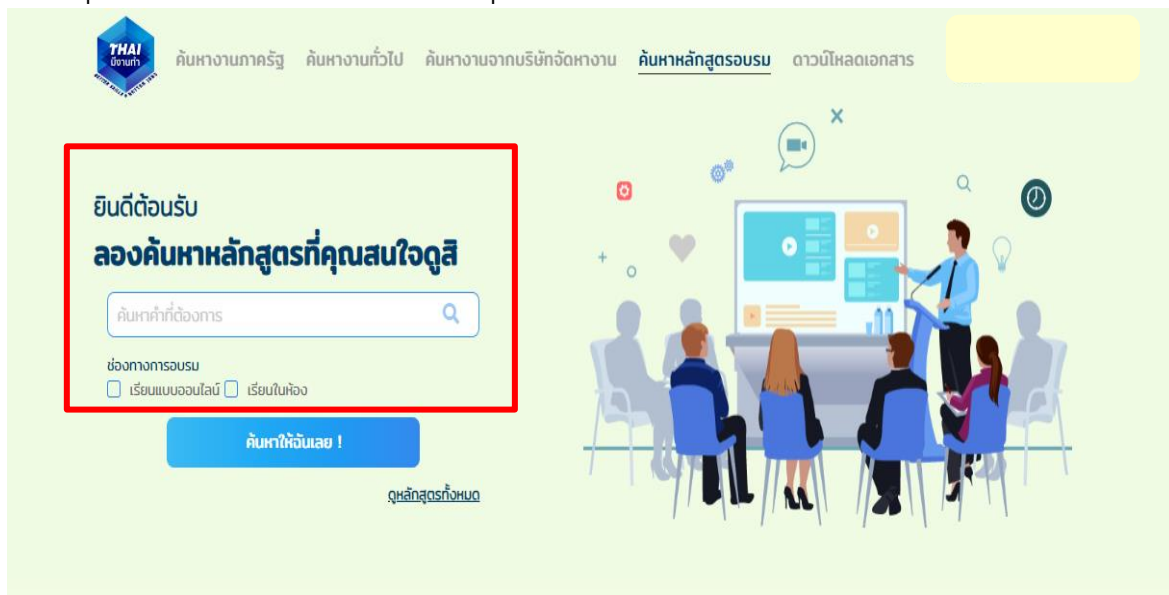 THAI
มีงานทำ
BETTER SKILLS • BETTER JOBS
ค้นหางานภาครัฐ ค้นหางานทั่วไป ค้นหางานจากบริษัทจัดหางาน ค้นหาหลักสูตรอบรม ดาวน์โหลดเอกสาร
ยินดีต้อนรับ
ลองค้นหาหลักสูตรที่คุณสนใจดูสิ
ค้นหาคำที่ต้องการ
ช่องทางการอบรม
เรียนแบบออนไลน์ เรียนในห้อง
ค้นหาให้ฉันเลย !
ดูหลักสูตรทั้งหมด